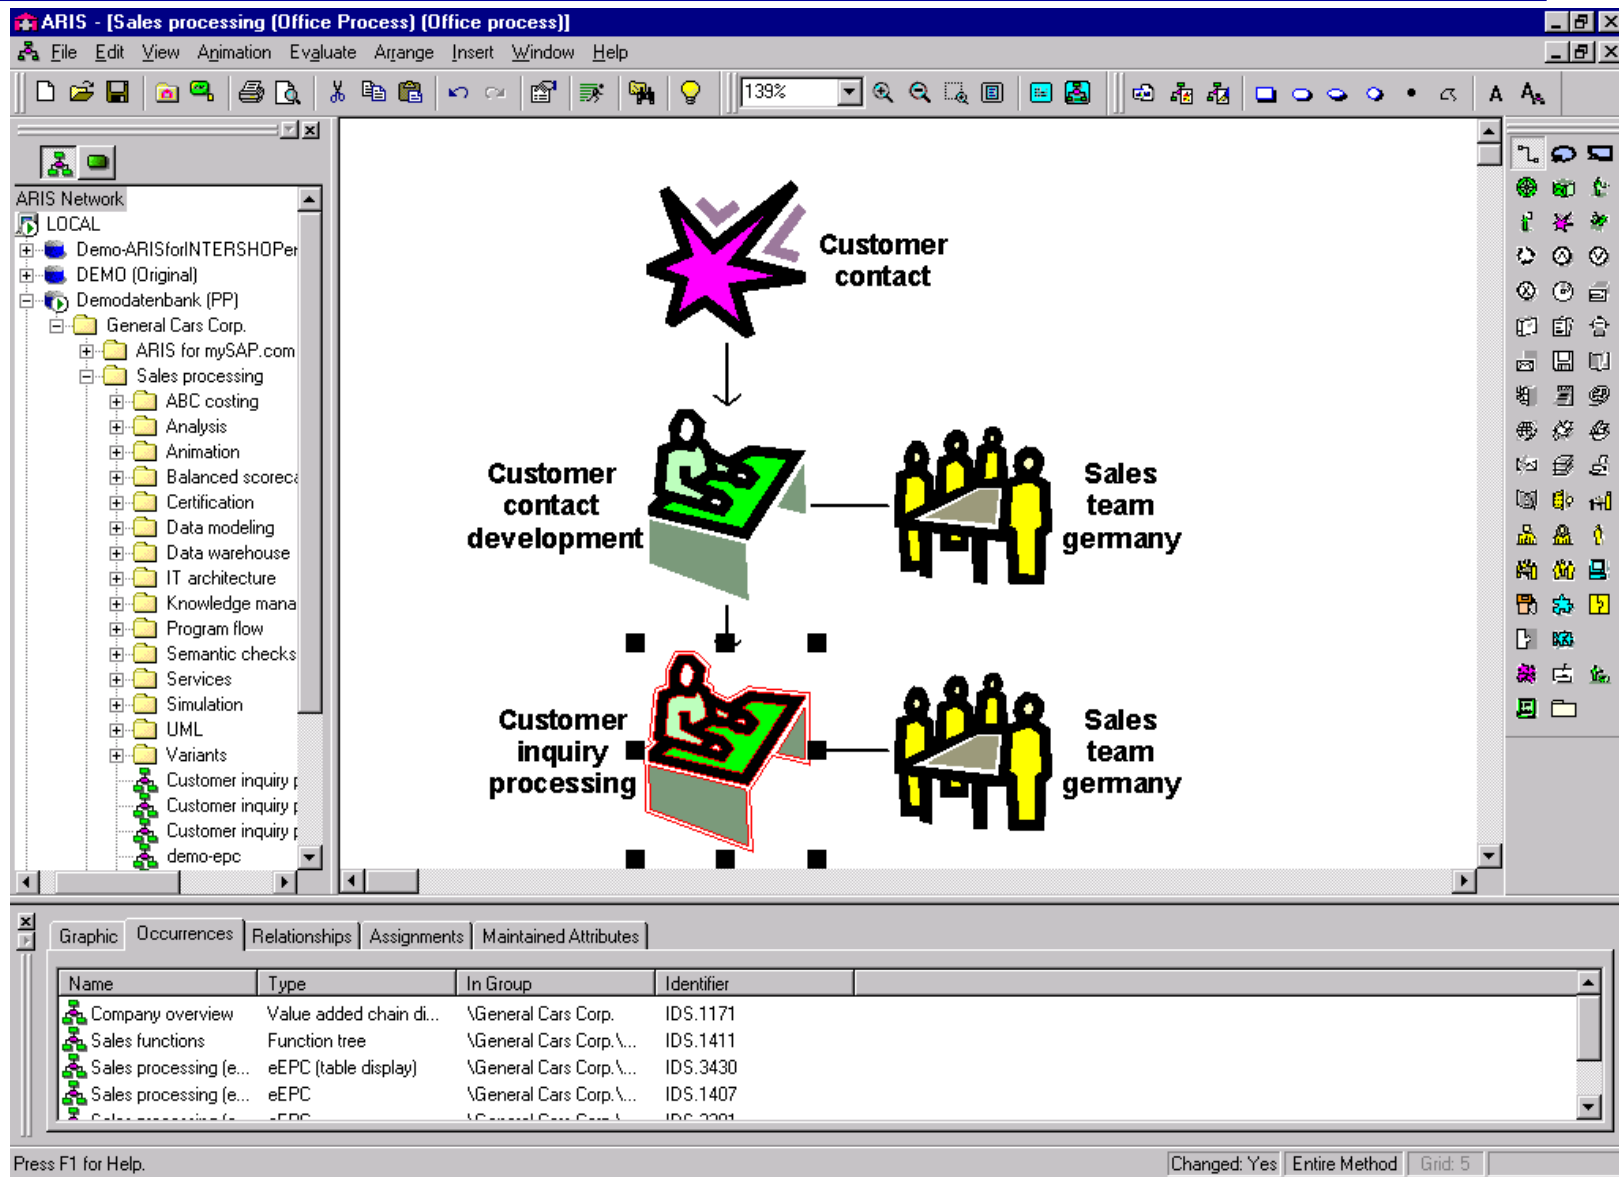 ARIS - [Sales processing (Office Process) (Office process)]
File Edit View Animation Evaluate Arrange Insert Window Help
139%
A A
ARIS Network
LOCAL
Demo-ARISforINTERSHOPer
DEMO (Original)
Demodatenbank (PP)
General Cars Corp.
ARIS for mySAP.com
Sales processing
ABC costing
Analysis
Animation
Balanced scoreca
Certification
Data modeling
Data warehouse
IT architecture
Knowledge mana
Program flow
Semantic checks
Services
Simulation
UML
Variants
Customer inquiry p
Customer inquiry p
Customer inquiry p
demo-epc
Customer
contact
Customer
contact
development
Sales
team
germany
Customer
inquiry
processing
Sales
team
germany
Graphic Occurrences Relationships Assignments Maintained Attributes
Name Type In Group Identifier
Company overview Value added chain di... \General Cars Corp. IDS.1171
Sales functions Function tree \General Cars Corp.\... IDS.1411
Sales processing (e... eEPC (table display) \General Cars Corp.\... IDS.3430
Sales processing (e... eEPC \General Cars Corp.\... IDS.1407
Press F1 for Help. Changed: Yes Entire Method Grid: 5